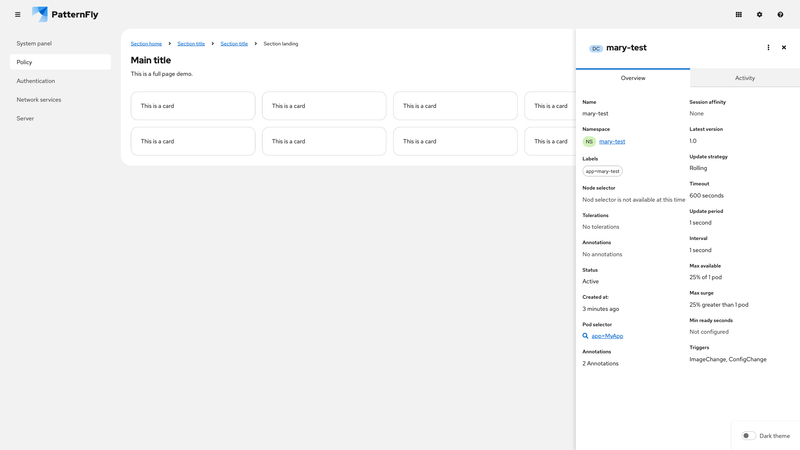 PatternFly
System panel
Policy
Authentication
Network services
Server
Section home
Section title
Section title
Section landing
Main title
This is a full page demo.
This is a card
This is a card
This is a card
This is a card
This is a card
This is a card
This is a card
This is a card
DC
mary-test
Overview
Activity
Name
mary-test
Namespace
NS mary-test
Labels
app=mary-test
Node selector
Nod selector is not available at this time
Tolerations
No tolerations
Annotations
No annotations
Status
Active
Created at:
3 minutes ago
Pod selector
app=MyApp
Annotations
2 Annotations
Session affinity
None
Latest version
1.0
Update strategy
Rolling
Timeout
600 seconds
Update period
1 second
Interval
1 second
Max available
25% of 1 pod
Max surge
25% greater than 1 pod
Min ready seconds
Not configured
Triggers
ImageChange, ConfigChange
Dark theme